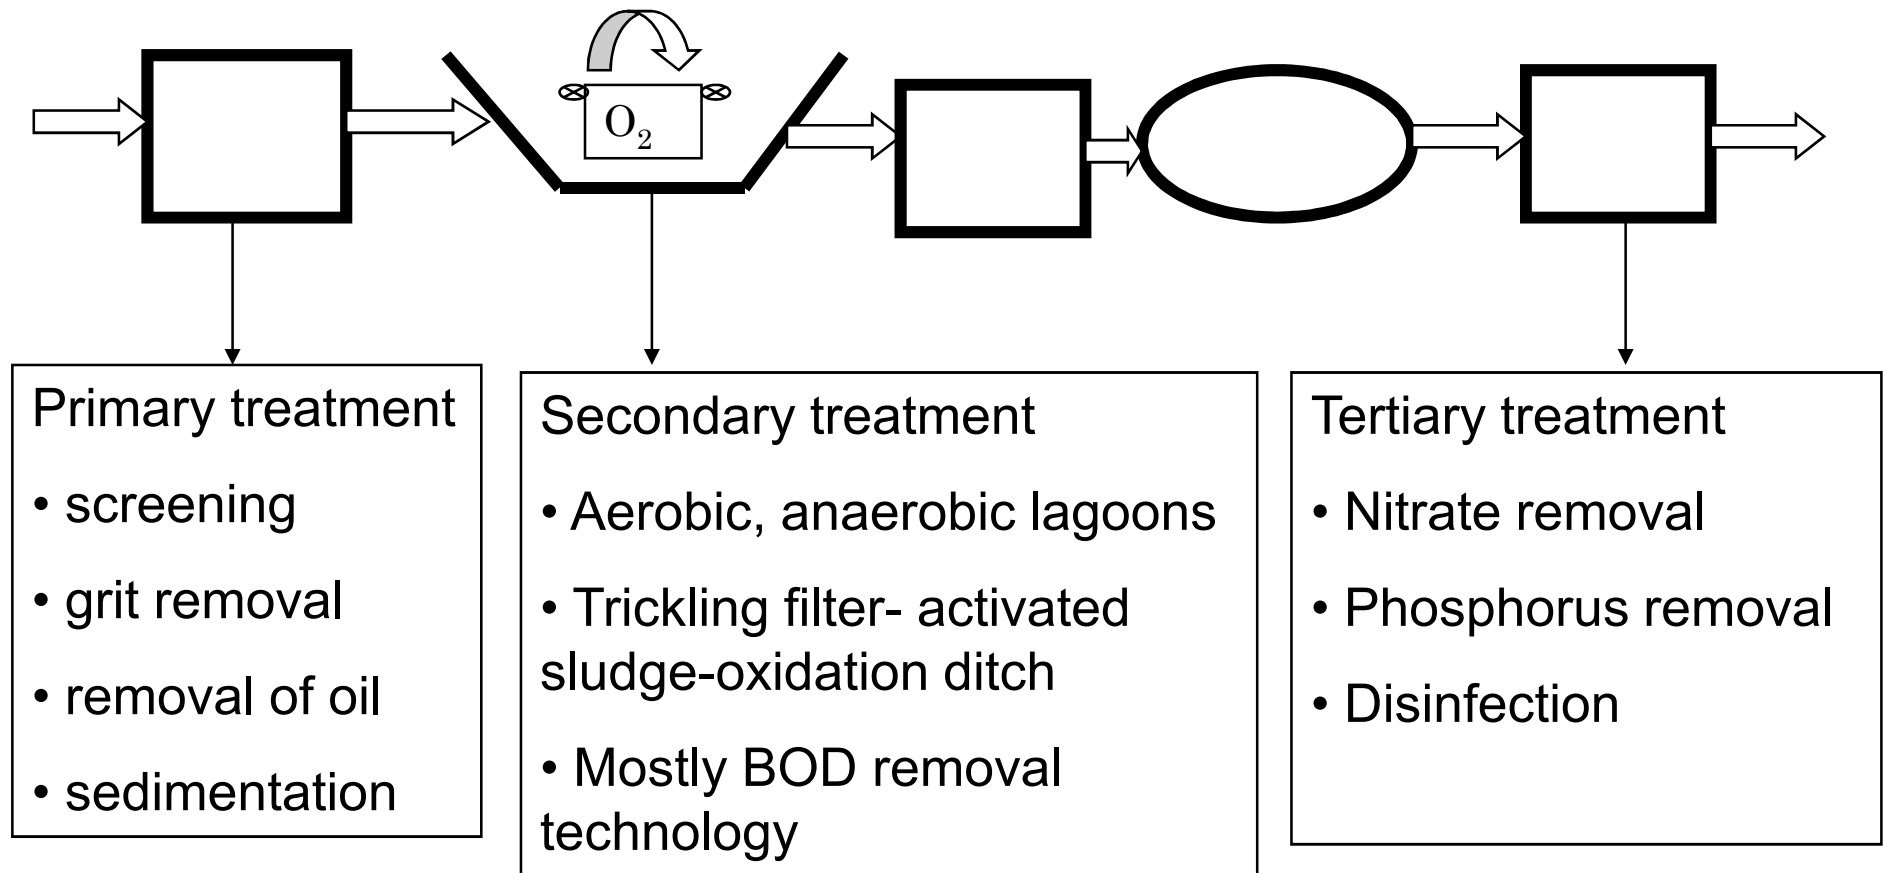 O₂
Primary treatment
• screening
• grit removal
• removal of oil
• sedimentation
Secondary treatment
• Aerobic, anaerobic lagoons
• Trickling filter- activated
sludge-oxidation ditch
• Mostly BOD removal
technology
Tertiary treatment
• Nitrate removal
• Phosphorus removal
• Disinfection